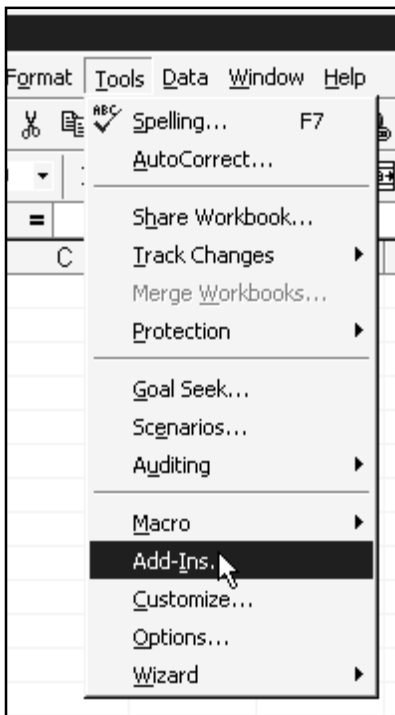 Format Tools Data Window Help
ABC Spelling... F7
AutoCorrect...
=
Share Workbook...
C
Track Changes
Merge Workbooks...
Protection
Goal Seek...
Scenarios...
Auditing
Macro
Add-Ins.
Customize...
Options...
Wizard